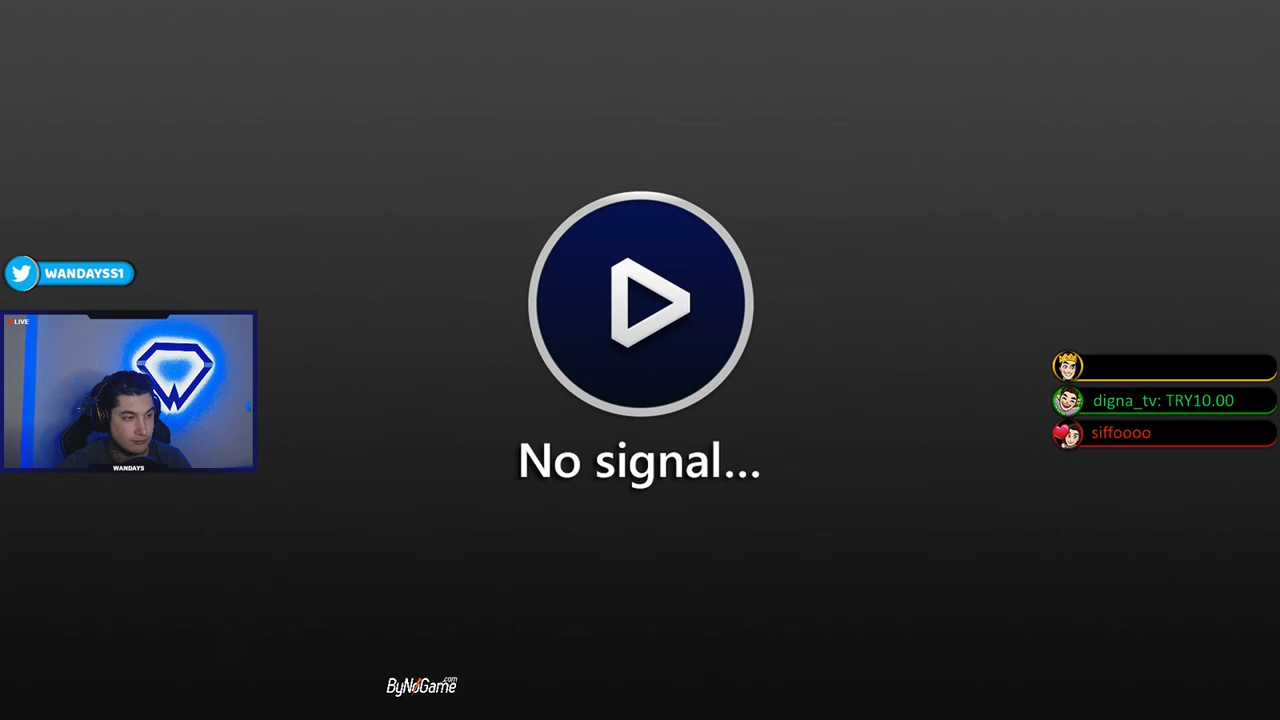 WANDAYSS1
LIVE
WANDAYS
No signal...
digna_tv: TRY10.00
siffoooo
ByNoGame.com